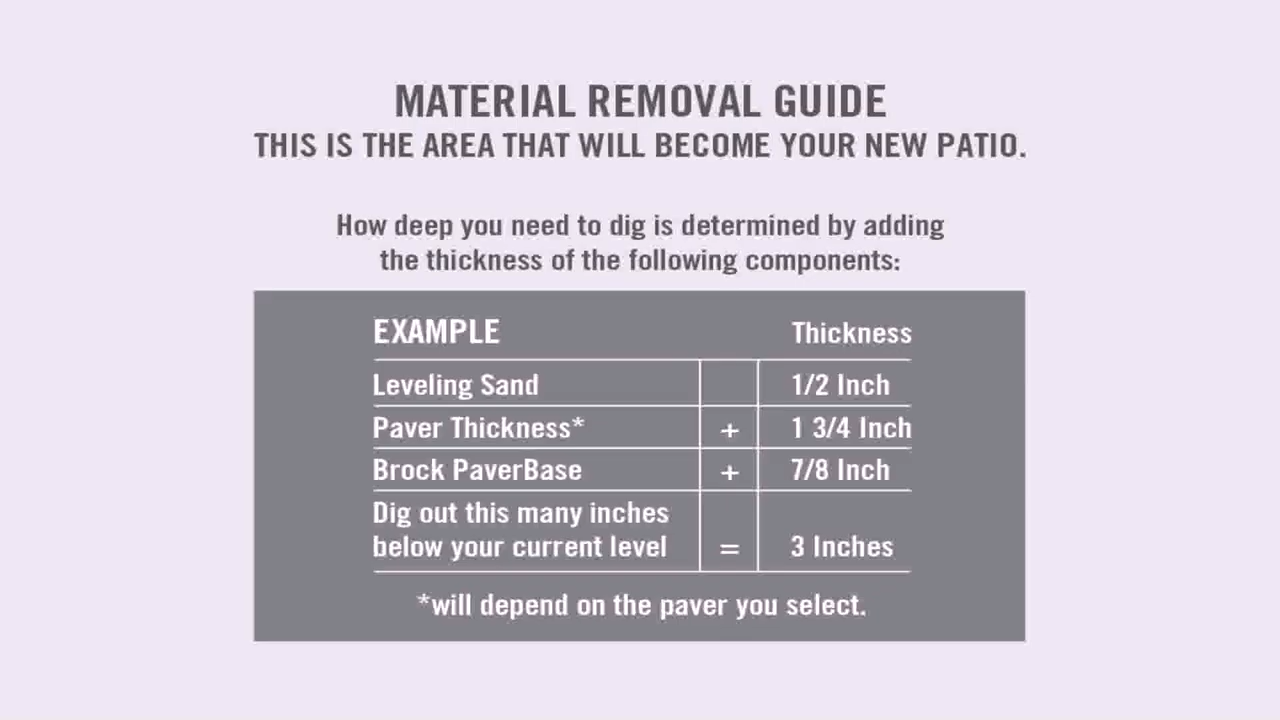 MATERIAL REMOVAL GUIDE
THIS IS THE AREA THAT WILL BECOME YOUR NEW PATIO.
How deep you need to dig is determined by adding
the thickness of the following components:
EXAMPLE Thickness
Leveling Sand 1/2 Inch
Paver Thickness* + 1 3/4 Inch
Brock PaverBase + 7/8 Inch
Dig out this many inches
below your current level = 3 Inches
*will depend on the paver you select.